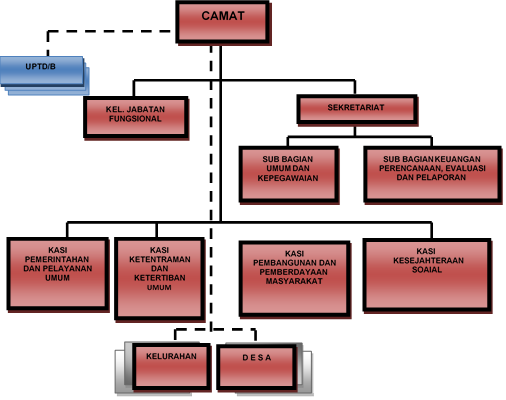 CAMAT
UPTD/B
KEL. JABATAN
FUNGSIONAL
SEKRETARIAT
SUB BAGIAN
UMUM DAN
KEPEGAWAIAN
SUB BAGIAN KEUANGAN
PERENCANAAN, EVALUASI
DAN PELAPORAN
KASI
PEMERINTAHAN
DAN PELAYANAN
UMUM
KASI
KETENTRAMAN
DAN
KETERTIBAN
UMUM
KASI
PEMBANGUNAN DAN
PEMBERDAYAAN
MASYARAKAT
KASI
KESEJAHTERAAN
SOAIAL
KELURAHAN
D E S A